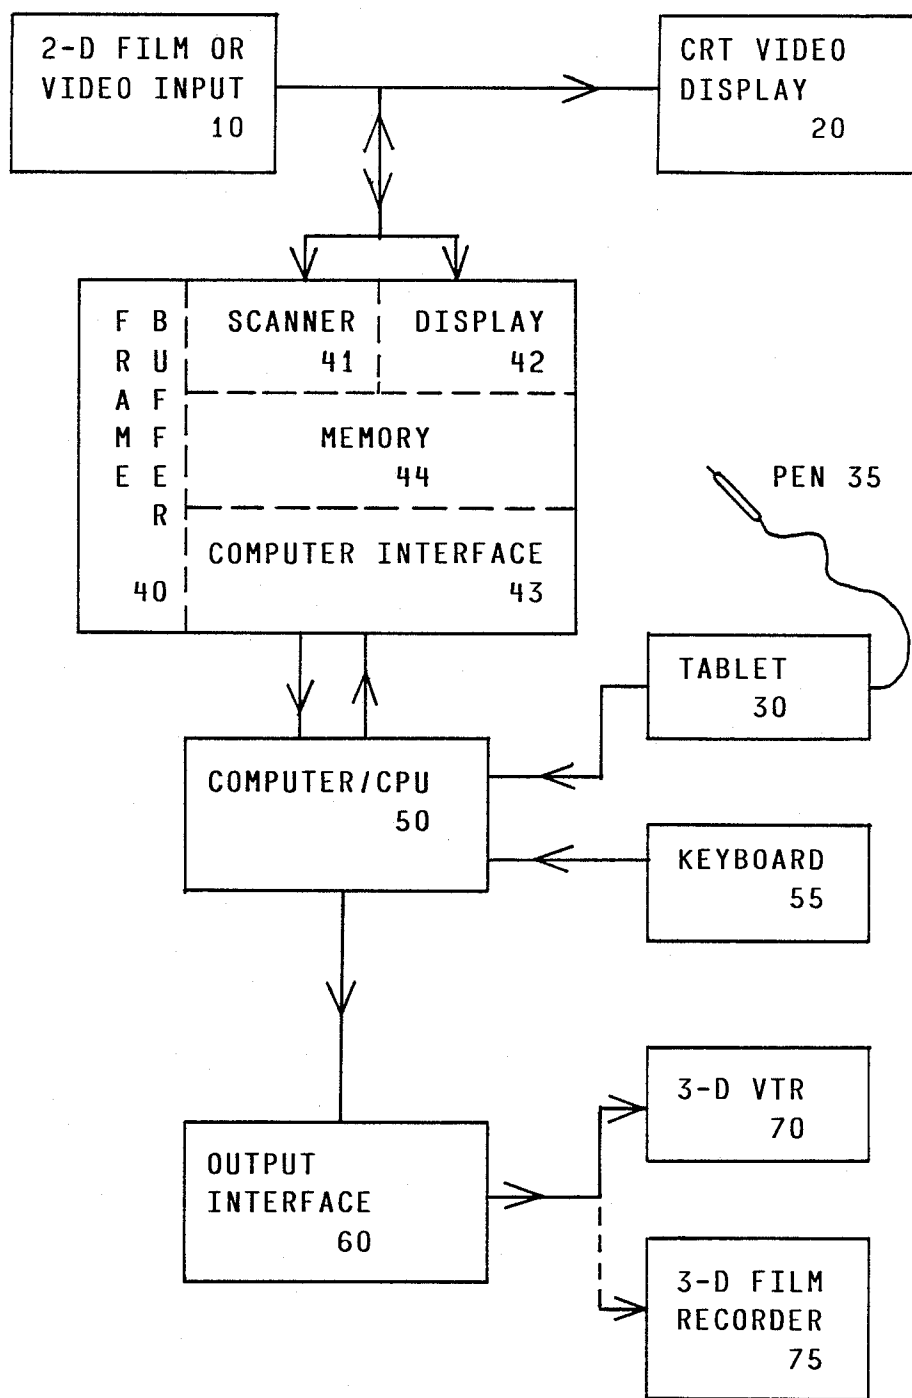 2-D FILM OR
VIDEO INPUT
10
CRT VIDEO
DISPLAY
20
FRAME
BUFFER
40
SCANNER
41
DISPLAY
42
MEMORY
44
COMPUTER INTERFACE
43
PEN 35
TABLET
30
COMPUTER/CPU
50
KEYBOARD
55
3-D VTR
70
OUTPUT
INTERFACE
60
3-D FILM
RECORDER
75